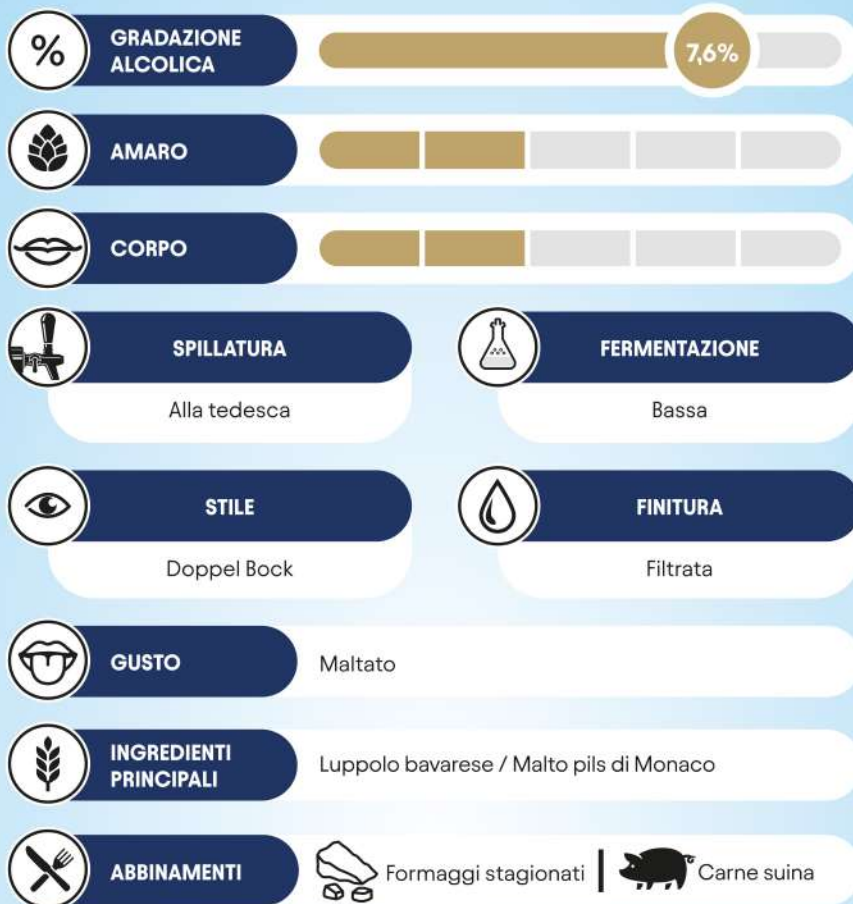 %
GRADAZIONE
ALCOLICA
7,6%
AMARO
CORPO
SPILLATURA
Alla tedesca
FERMENTAZIONE
Bassa
STILE
Doppel Bock
FINITURA
Filtrata
GUSTO
Maltato
INGREDIENTI
PRINCIPALI
Luppolo bavarese / Malto pils di Monaco
ABBINAMENTI
Formaggi stagionati | Carne suina